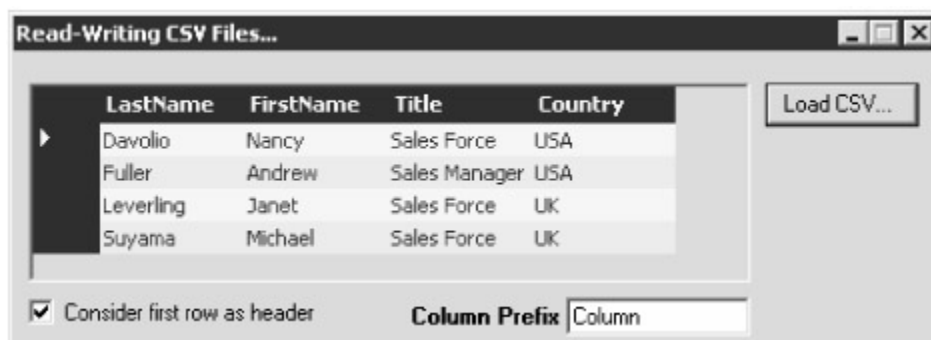 Read-Writing CSV Files...
LastName FirstName Title Country
Load CSV...
Davolio Nancy Sales Force USA
Fuller Andrew Sales Manager USA
Leverling Janet Sales Force UK
Suyama Michael Sales Force UK
Consider first row as header Column Prefix Column